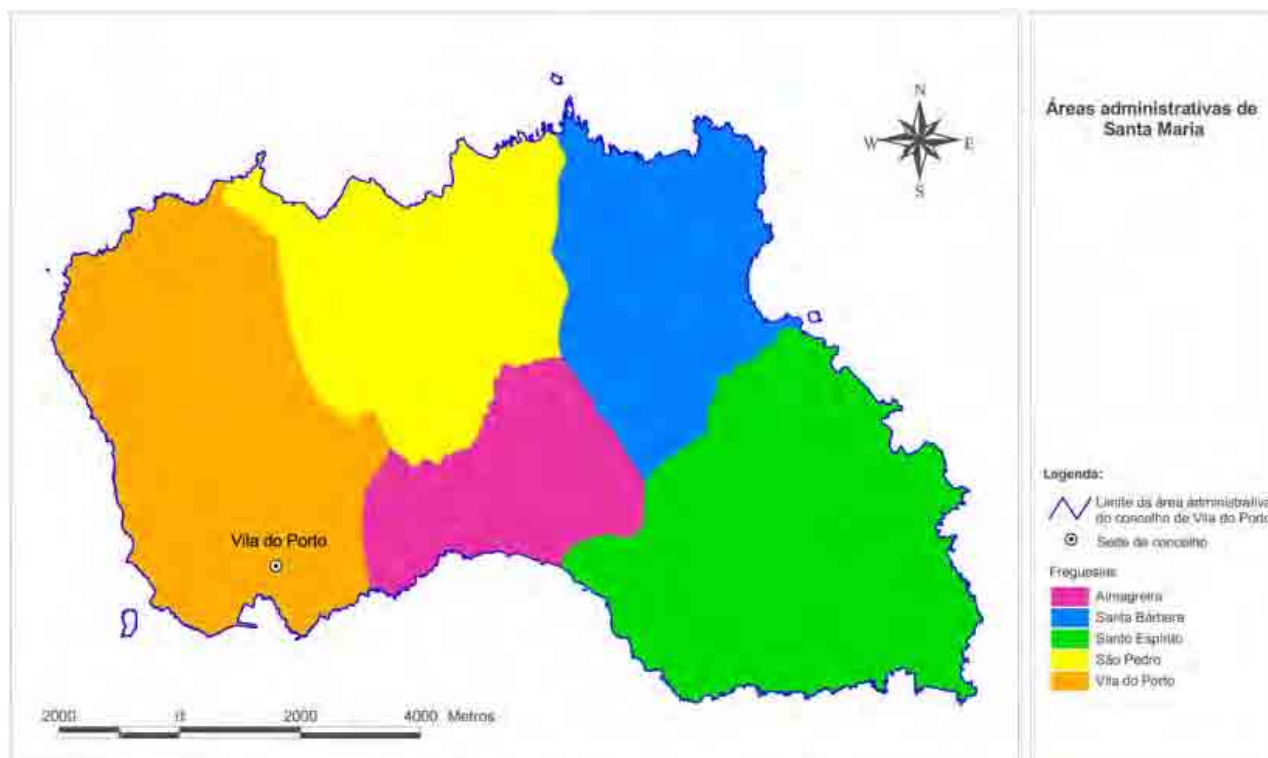 Áreas administrativas de
Santa Maria
N
W
E
S
Vila do Porto
2000
0
2000
4000 Metros
Legenda:
Limite da área administrativa
do concelho de Vila do Porto
Sede de concelho
Freguesias
Almagreira
Santa Bárbara
Santo Espírito
São Pedro
Vila do Porto